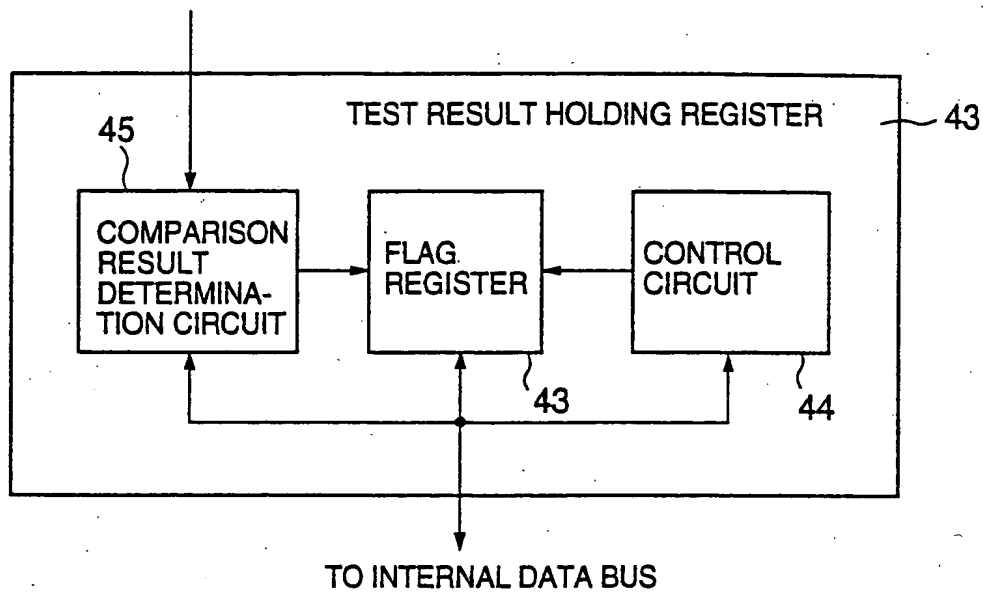 TEST RESULT HOLDING REGISTER
43
45
COMPARISON
RESULT
DETERMINA-
TION CIRCUIT
FLAG
REGISTER
CONTROL
CIRCUIT
43
44
TO INTERNAL DATA BUS